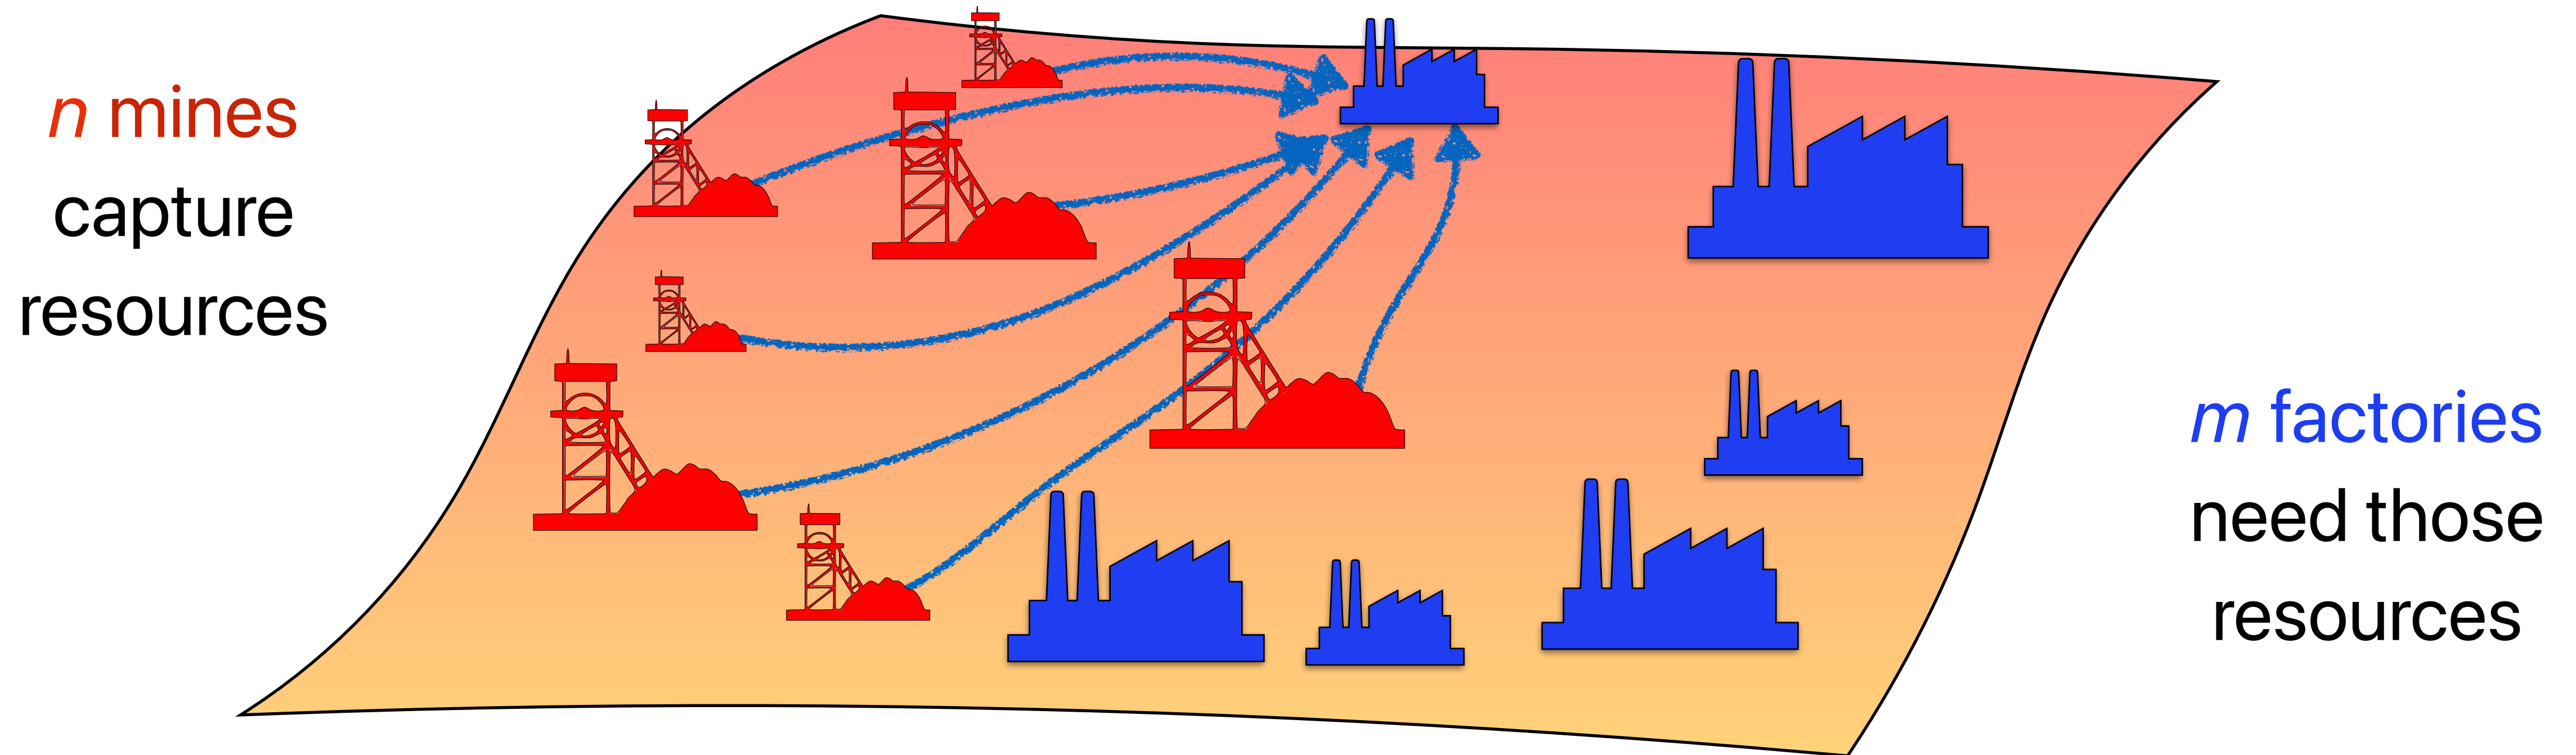 n mines
capture
resources
m factories
need those
resources